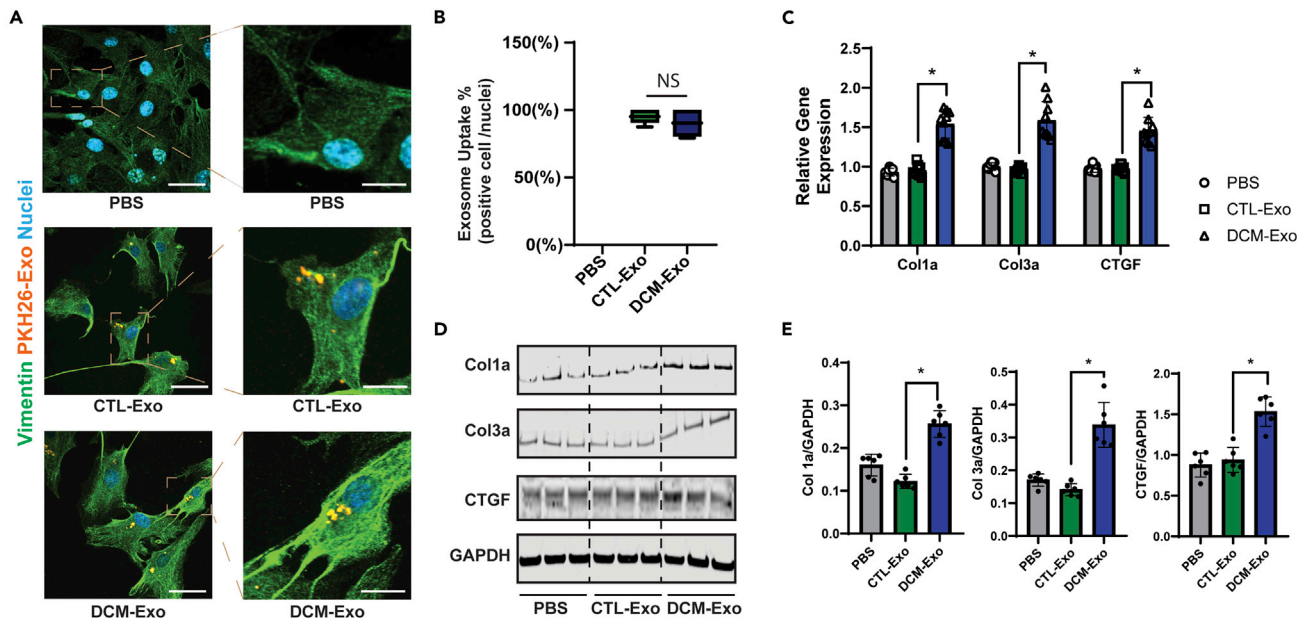 A
Vimentin PKH26-Exo Nuclei
PBS
PBS
CTL-Exo
CTL-Exo
DCM-Exo
DCM-Exo
B
Exosome Uptake %
(positive cell /nuclei)
150(%)
100(%)
50(%)
0(%)
NS
PBS
CTL-Exo
DCM-Exo
C
Relative Gene
Expression
2.5
2.0
1.5
1.0
0.5
0.0
*
*
*
Col1a
Col3a
CTGF
PBS
CTL-Exo
DCM-Exo
D
Col1a
Col3a
CTGF
GAPDH
PBS
CTL-Exo
DCM-Exo
E
Col 1a/GAPDH
0.4
0.3
0.2
0.1
0.0
*
PBS
CTL-Exo
DCM-Exo
Col 3a/GAPDH
0.5
0.4
0.3
0.2
0.1
0.0
*
PBS
CTL-Exo
DCM-Exo
CTGF/GAPDH
2.0
1.5
1.0
0.5
0.0
*
PBS
CTL-Exo
DCM-Exo